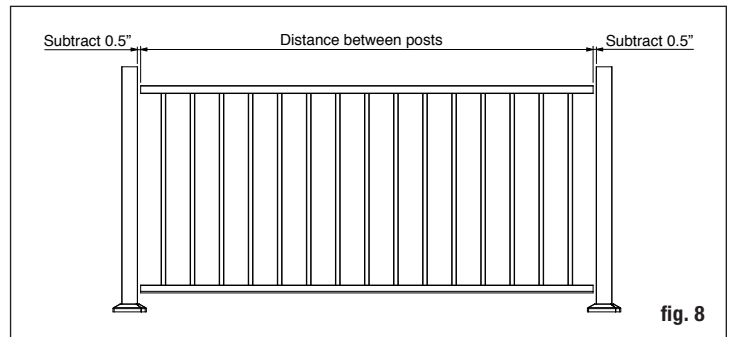 Subtract 0.5” Distance between posts Subtract 0.5”
fig. 8